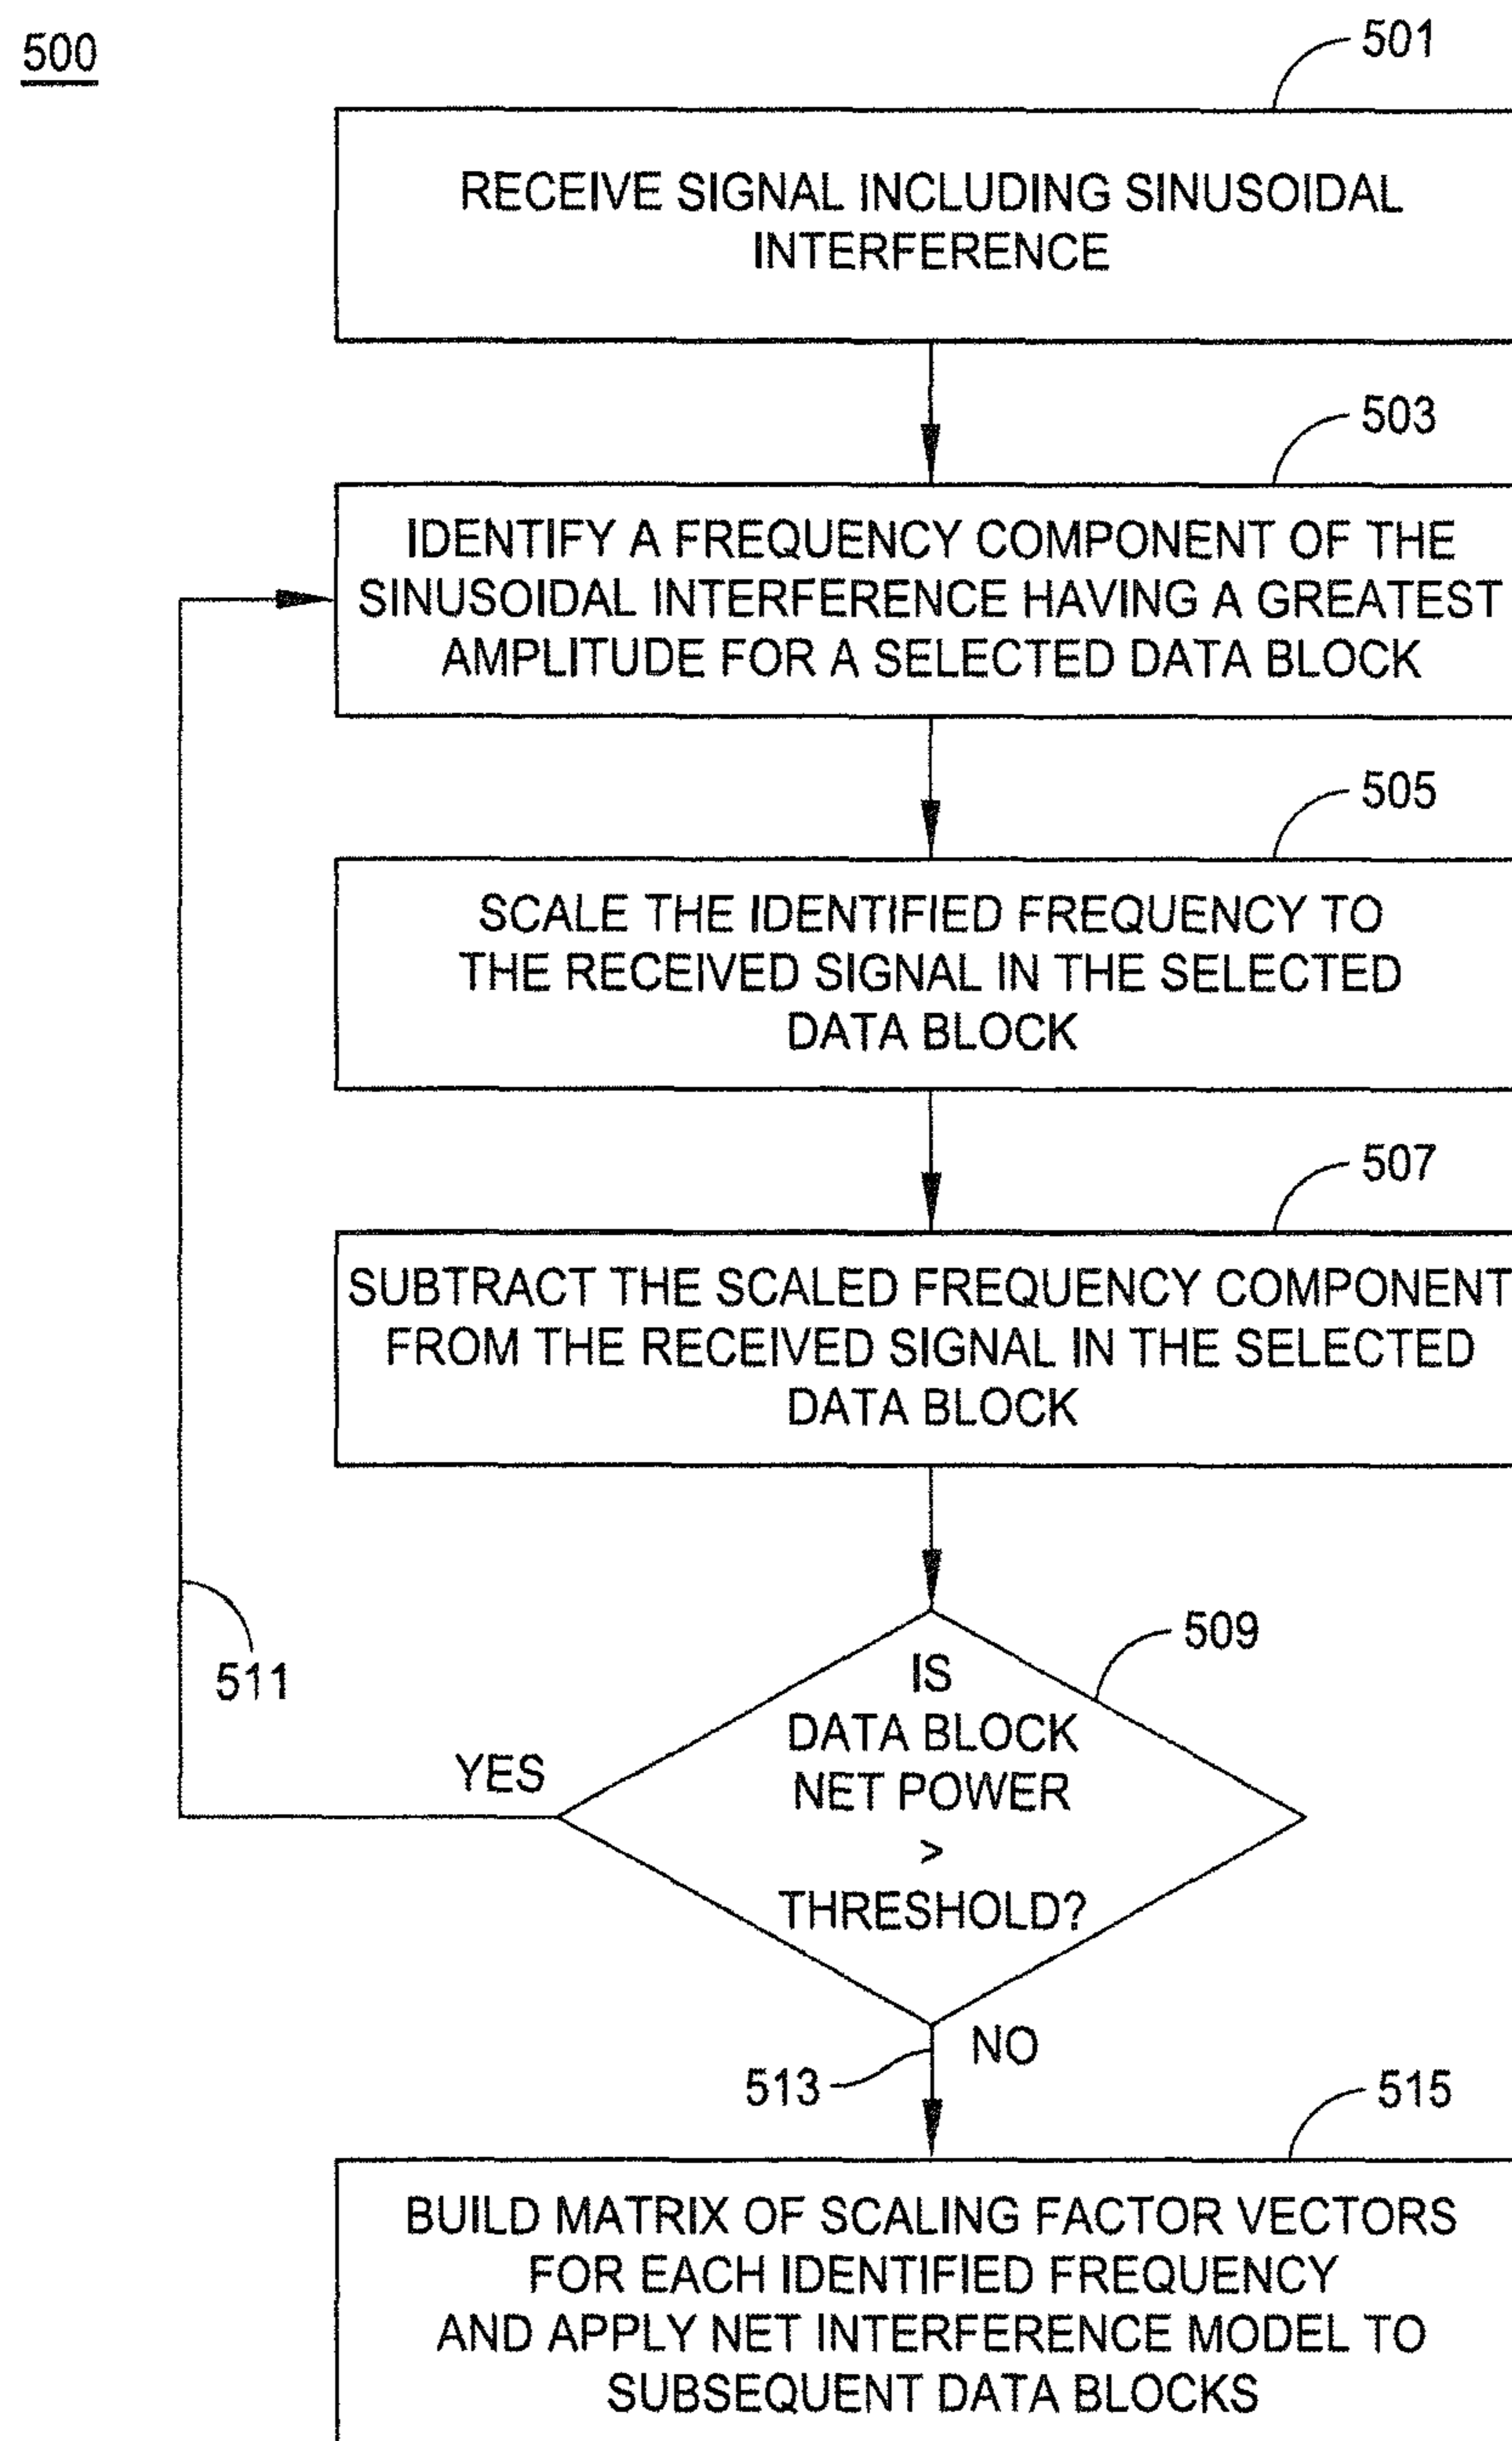 500
501
RECEIVE SIGNAL INCLUDING SINUSOIDAL
INTERFERENCE
503
IDENTIFY A FREQUENCY COMPONENT OF THE
SINUSOIDAL INTERFERENCE HAVING A GREATEST
AMPLITUDE FOR A SELECTED DATA BLOCK
505
SCALE THE IDENTIFIED FREQUENCY TO
THE RECEIVED SIGNAL IN THE SELECTED
DATA BLOCK
507
SUBTRACT THE SCALED FREQUENCY COMPONENT
FROM THE RECEIVED SIGNAL IN THE SELECTED
DATA BLOCK
509
IS
DATA BLOCK
NET POWER
>
THRESHOLD?
511
YES
NO
513
515
BUILD MATRIX OF SCALING FACTOR VECTORS
FOR EACH IDENTIFIED FREQUENCY
AND APPLY NET INTERFERENCE MODEL TO
SUBSEQUENT DATA BLOCKS